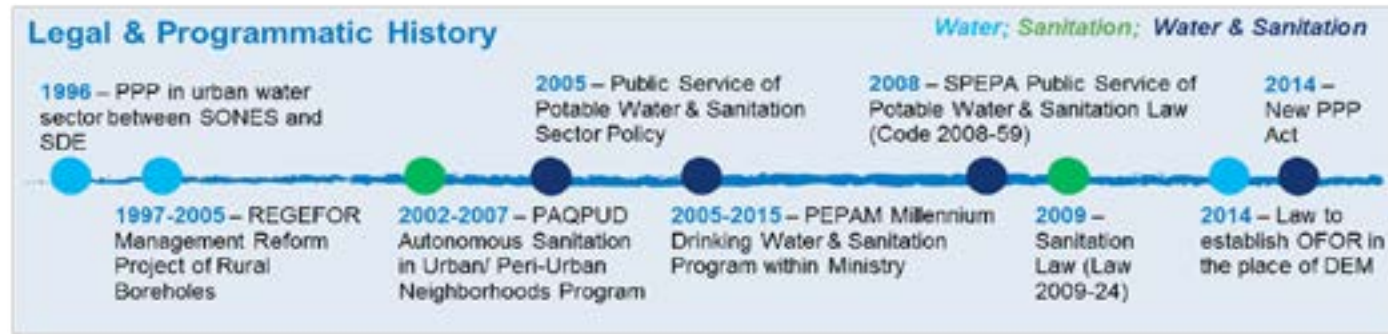 Legal & Programmatic History
Water; Sanitation; Water & Sanitation
1996 – PPP in urban water
sector between SONES and
SDE
2005 – Public Service of
Potable Water & Sanitation
Sector Policy
2008 – SPEPA Public Service of
Potable Water & Sanitation Law
(Code 2008-59)
2014 –
New PPP
Act
1997-2005 – REGEFOR
Management Reform
Project of Rural
Boreholes
2002-2007 – PAQPUD
Autonomous Sanitation
in Urban/ Peri-Urban
Neighborhoods Program
2005-2015 – PEPAM Millennium
Drinking Water & Sanitation
Program within Ministry
2009 –
Sanitation
Law (Law
2009-24)
2014 – Law to
establish OFOR in
the place of DEM